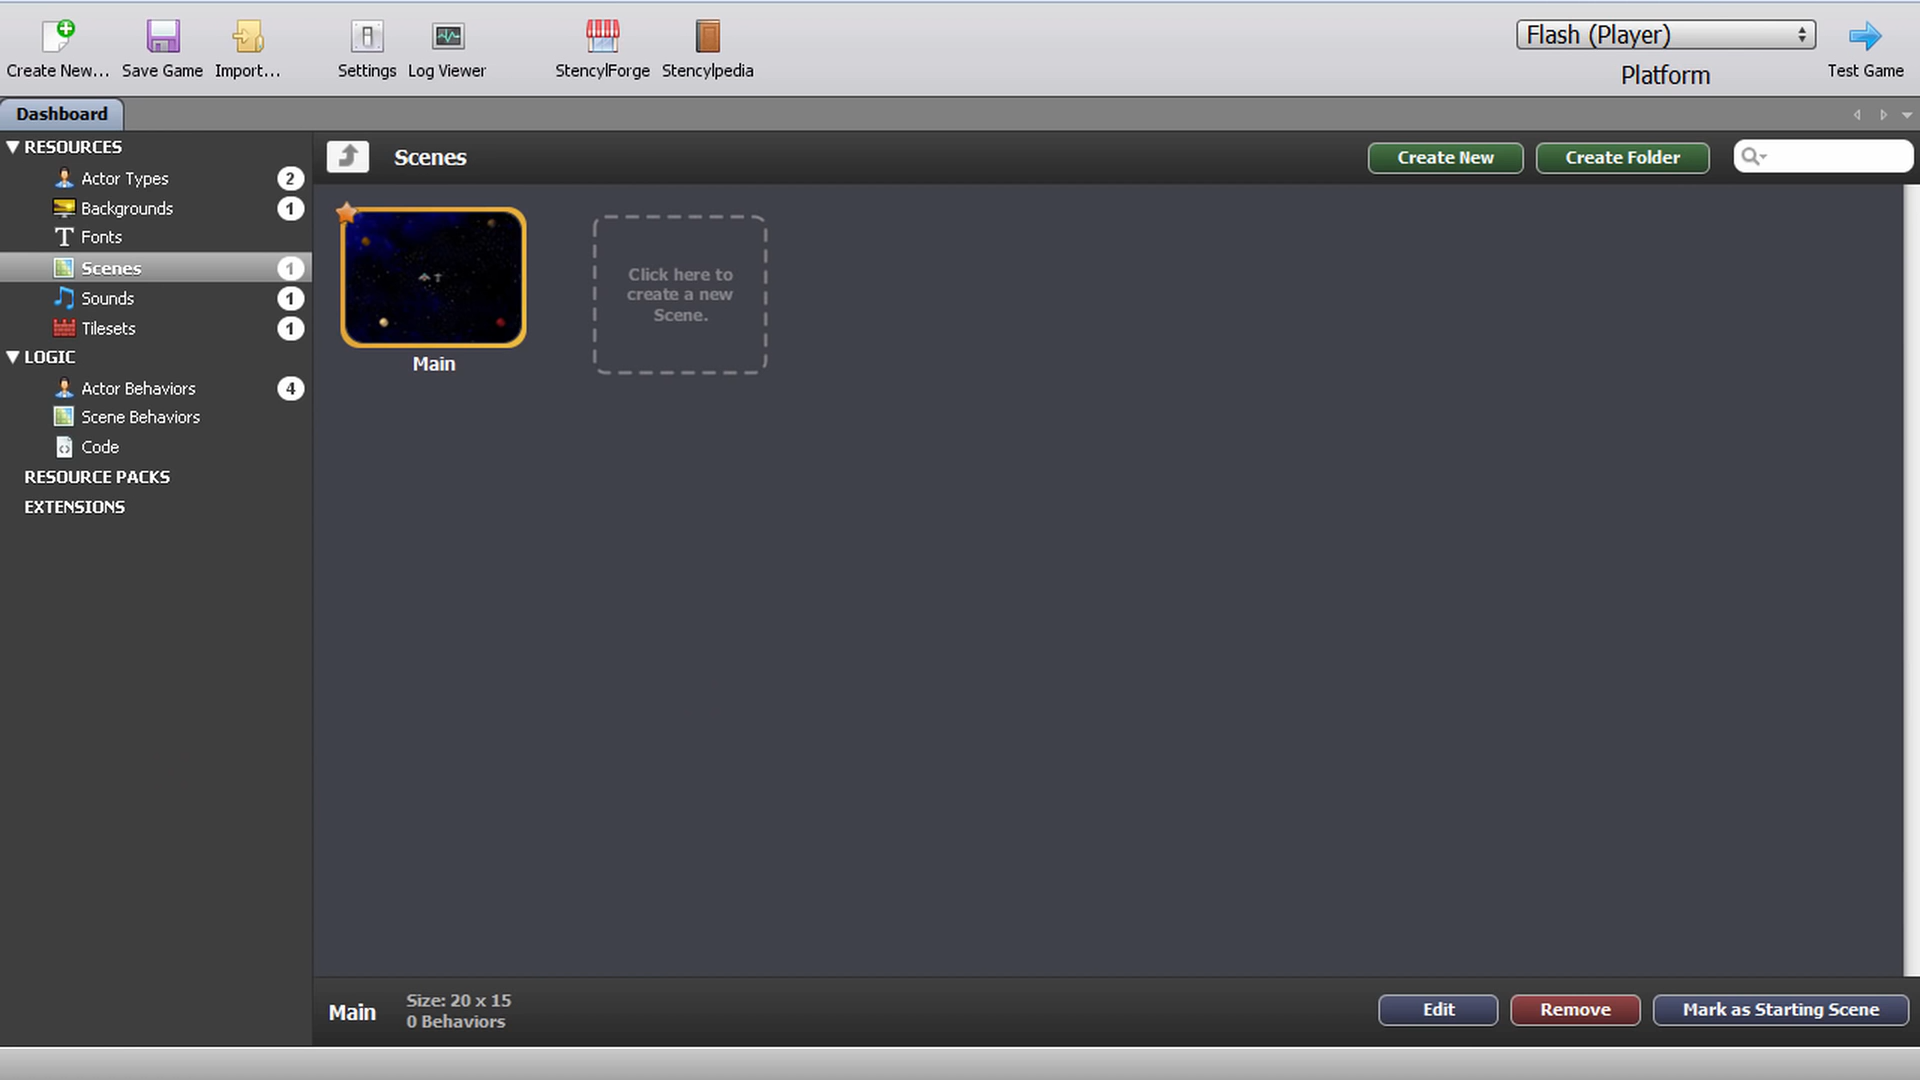 Create New...
Save Game
Import...
Settings
Log Viewer
StencylForge
Stencylpedia
Flash (Player)
Platform
Test Game
Dashboard
RESOURCES
Actor Types 2
Backgrounds 1
Fonts
Scenes 1
Sounds 1
Tilesets 1
LOGIC
Actor Behaviors 4
Scene Behaviors
Code
RESOURCE PACKS
EXTENSIONS
Scenes
Create New
Create Folder
Main
Click here to
create a new
Scene.
Main
Size: 20 x 15
0 Behaviors
Edit
Remove
Mark as Starting Scene